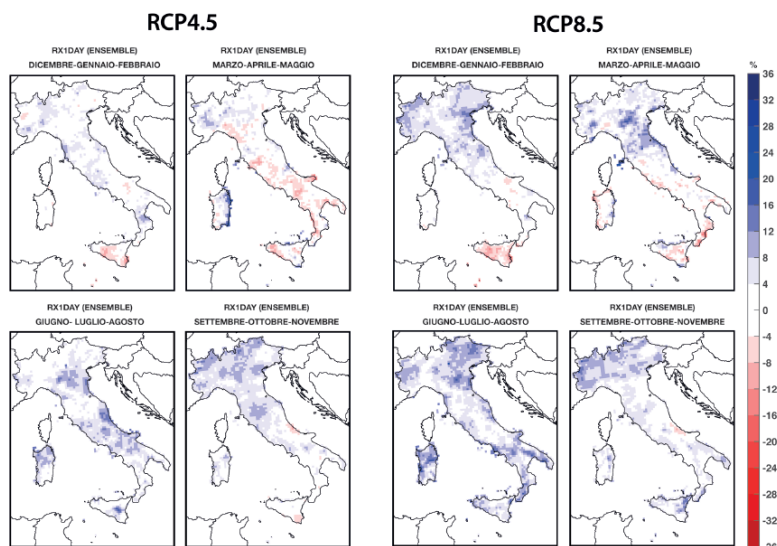 RCP4.5
RCP8.5
RX1DAY (ENSEMBLE)
DICEMBRE-GENNAIO-FEBBRAIO
RX1DAY (ENSEMBLE)
MARZO-APRILE-MAGGIO
RX1DAY (ENSEMBLE)
DICEMBRE-GENNAIO-FEBBRAIO
RX1DAY (ENSEMBLE)
MARZO-APRILE-MAGGIO
RX1DAY (ENSEMBLE)
GIUGNO- LUGLIO-AGOSTO
RX1DAY (ENSEMBLE)
SETTEMBRE-OTTOBRE-NOVEMBRE
RX1DAY (ENSEMBLE)
GIUGNO-LUGLIO-AGOSTO
RX1DAY (ENSEMBLE)
SETTEMBRE-OTTOBRE-NOVEMBRE
%
36
32
28
24
20
16
12
8
4
0
-4
-8
-12
-16
-20
-24
-28
-32